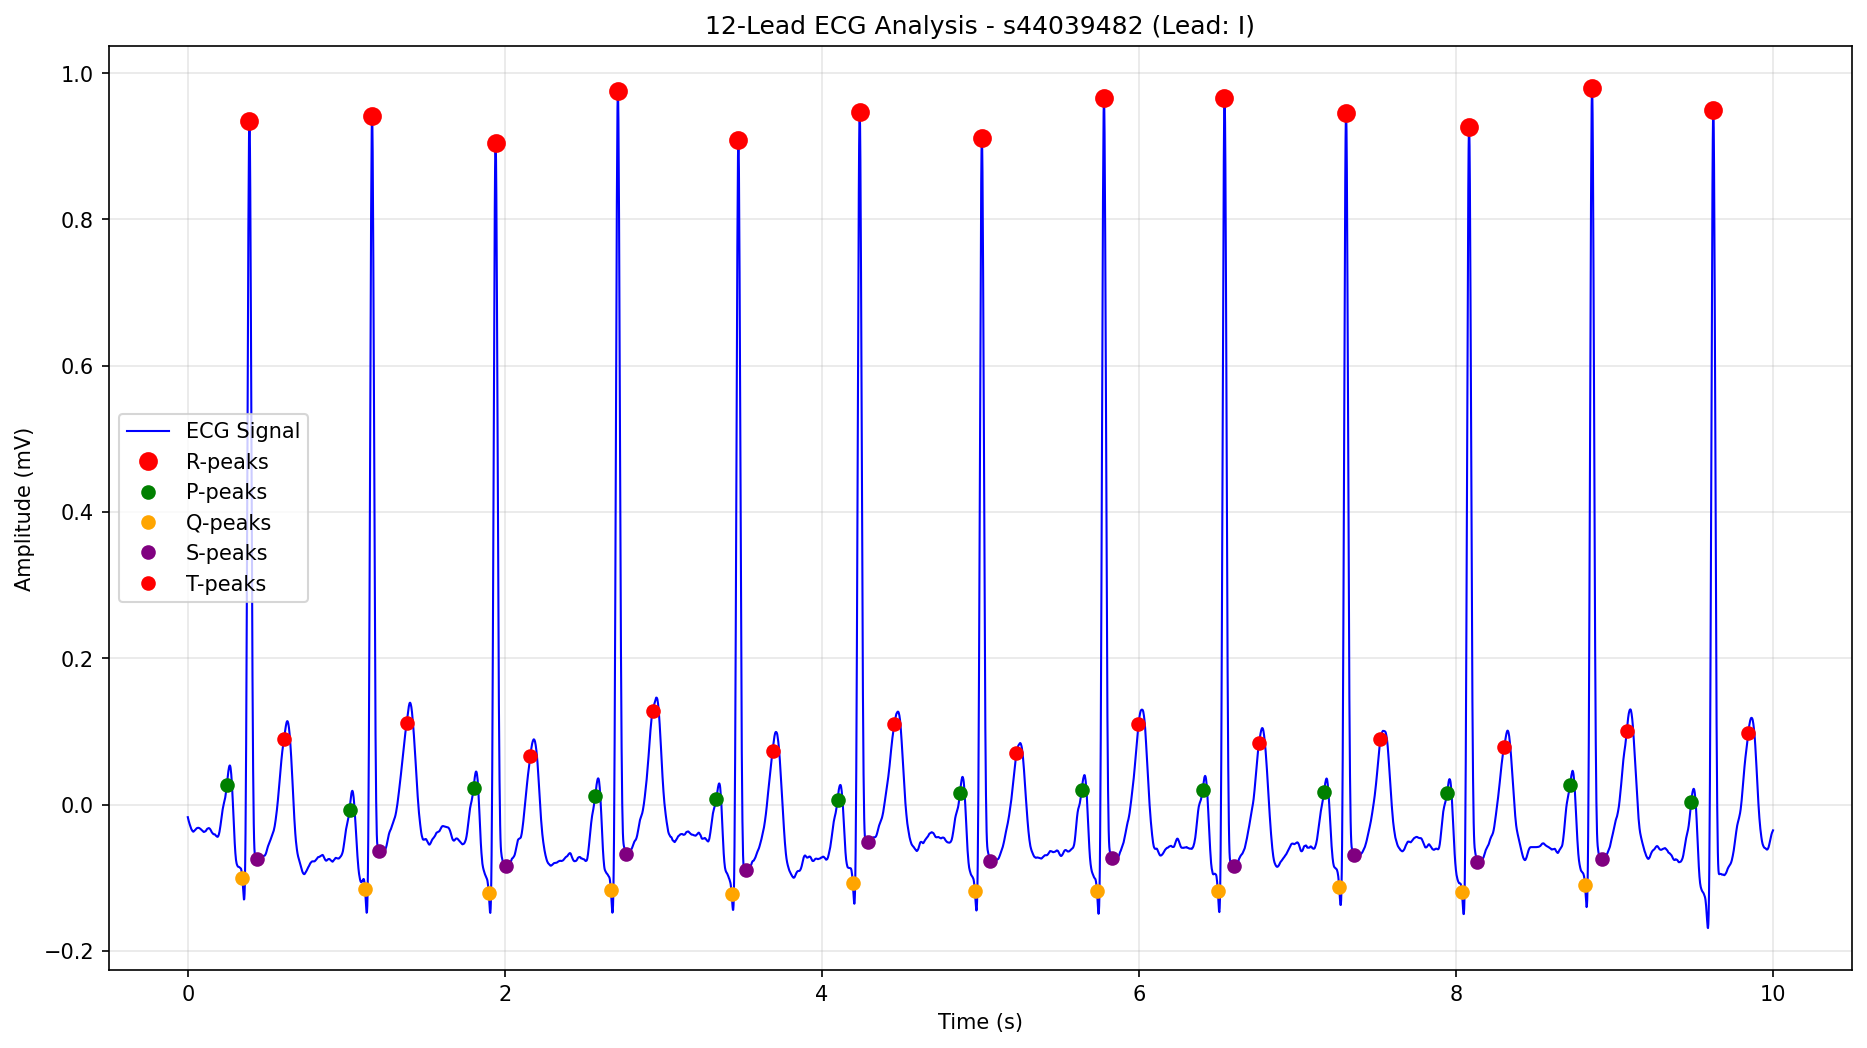 12-Lead ECG Analysis - s44039482 (Lead: I)
1.0
0.8
0.6
0.4
0.2
0.0
−0.2
Amplitude (mV)
ECG Signal
R-peaks
P-peaks
Q-peaks
S-peaks
T-peaks
0 2 4 6 8 10
Time (s)